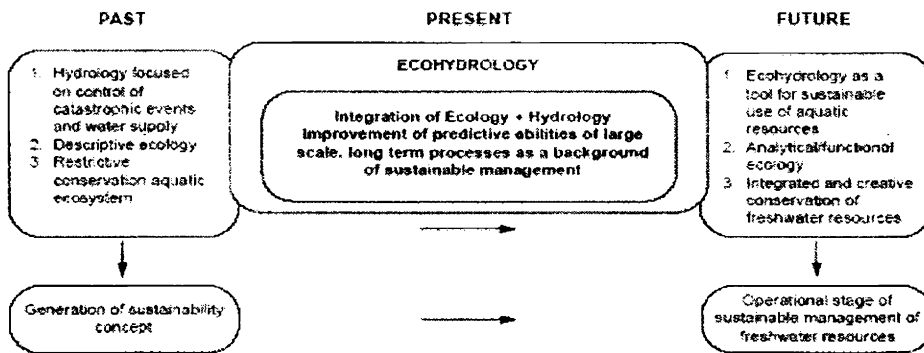 PAST
PRESENT
FUTURE
1. Hydrology focused
on control of
catastrophic events
and water supply
2. Descriptive ecology
3 Restrictive
conservation aquatic
ecosystem
ECOHYDROLOGY
Integration of Ecology + Hydrology
Improvement of predictive abilities of large
scale, long term processes as a background
of sustainable management
1. Ecohydrology as a
tool for sustainable
use of aquatic
resources
2. Analytical/functional
ecology
3 Integrated and creative
conservation of
freshwater resources
Generation of sustainability
concept
Operational stage of
sustainable management of
freshwater resources